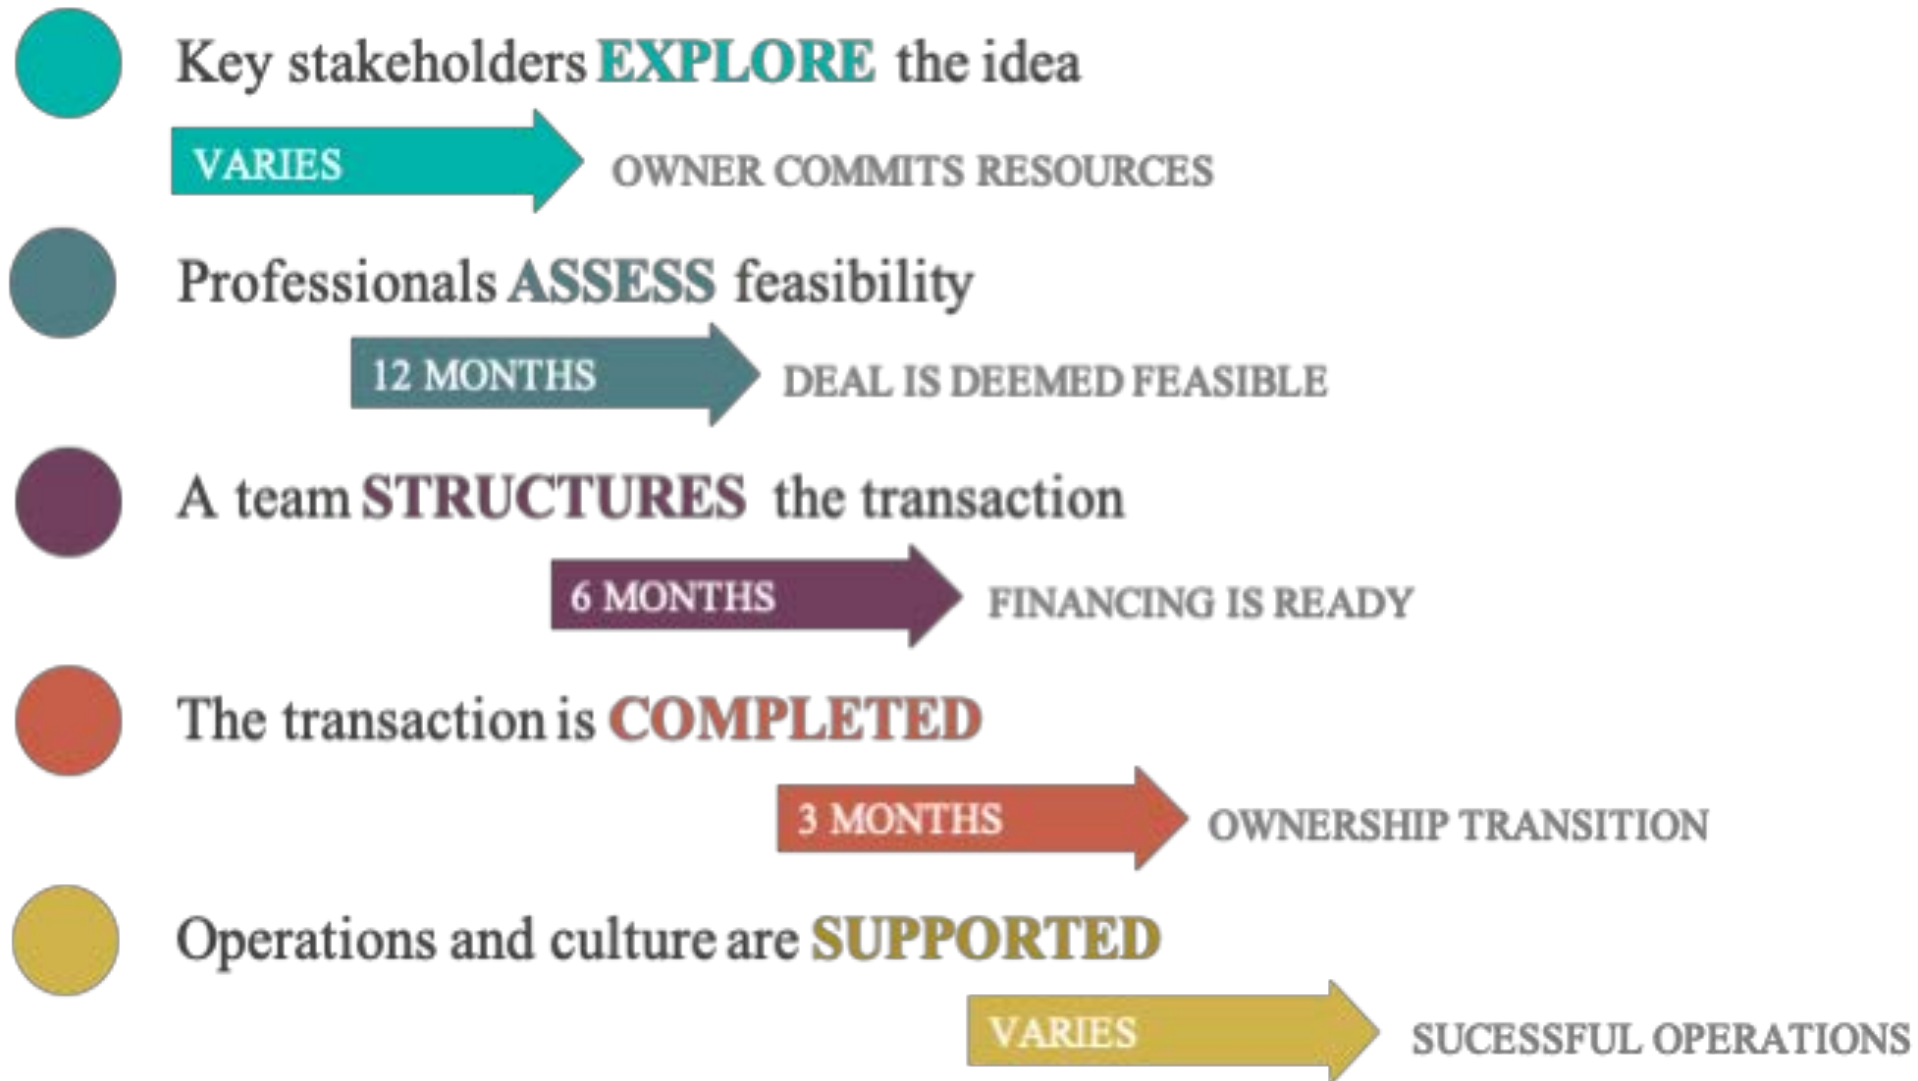 Key stakeholders EXPLORE the idea
VARIES
OWNER COMMITS RESOURCES
Professionals ASSESS feasibility
12 MONTHS
DEAL IS DEEMED FEASIBLE
A team STRUCTURES the transaction
6 MONTHS
FINANCING IS READY
The transaction is COMPLETED
3 MONTHS
OWNERSHIP TRANSITION
Operations and culture are SUPPORTED
VARIES
SUCESSFUL OPERATIONS